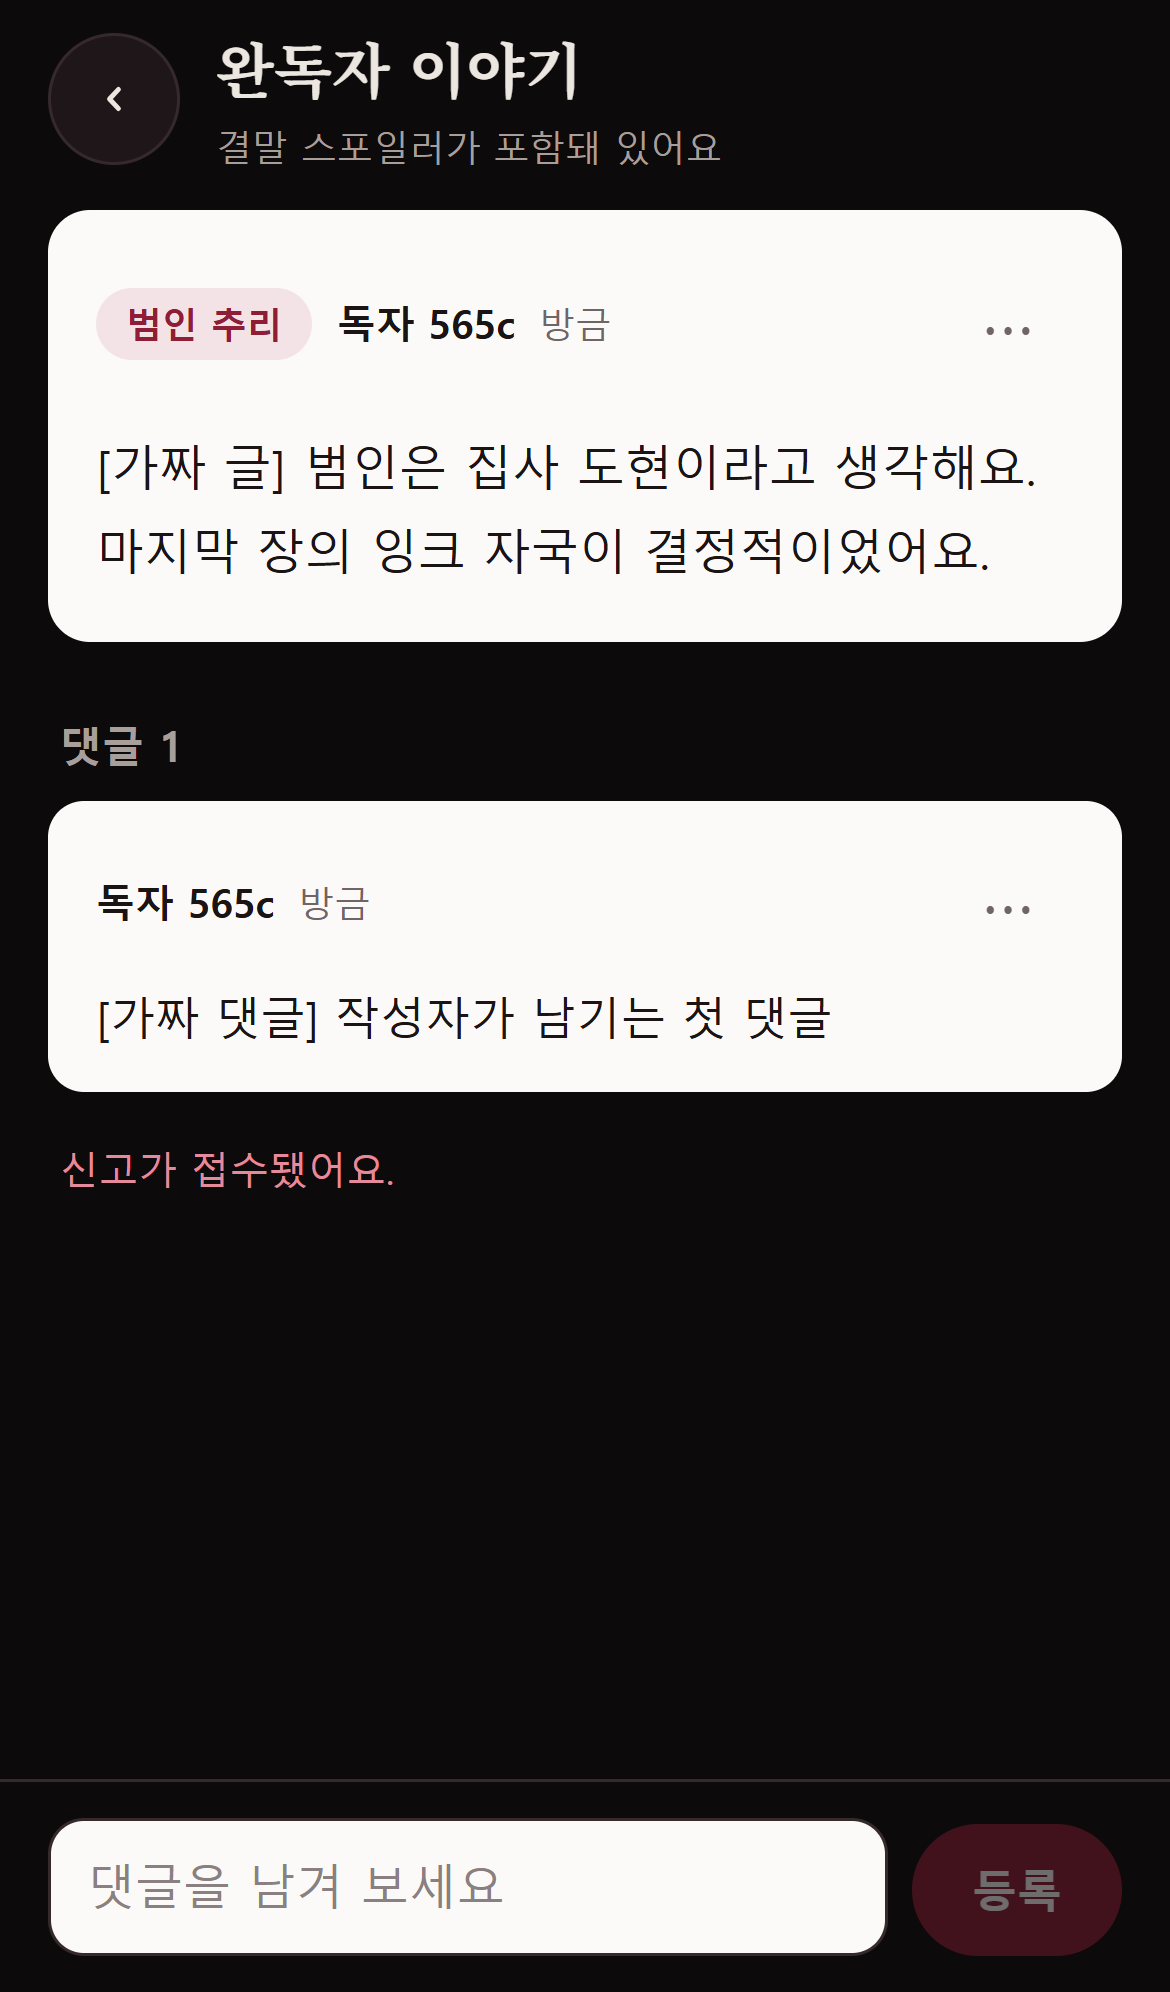 완독자 이야기
결말 스포일러가 포함돼 있어요
범인 추리 독자 565c 방금 ...
[가짜 글] 범인은 집사 도현이라고 생각해요.
마지막 장의 잉크 자국이 결정적이었어요.
댓글 1
독자 565c 방금 ...
[가짜 댓글] 작성자가 남기는 첫 댓글
신고가 접수됐어요.
댓글을 남겨 보세요 등록